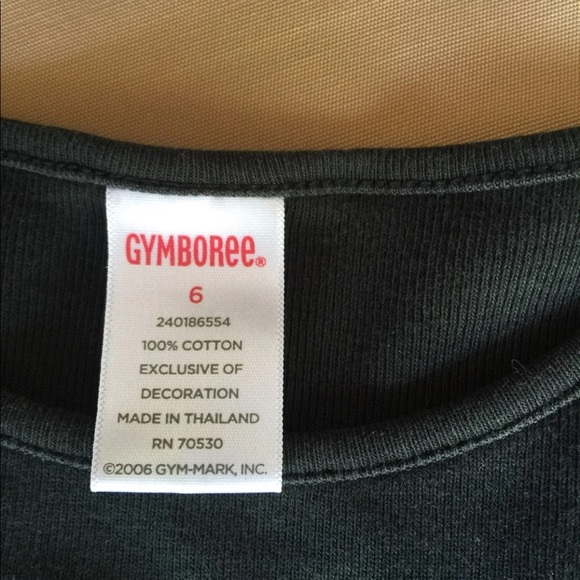 GYMBOREE®
6
240186554
100% COTTON
EXCLUSIVE OF
DECORATION
MADE IN THAILAND
RN 70530
©2006 GYM-MARK, INC.